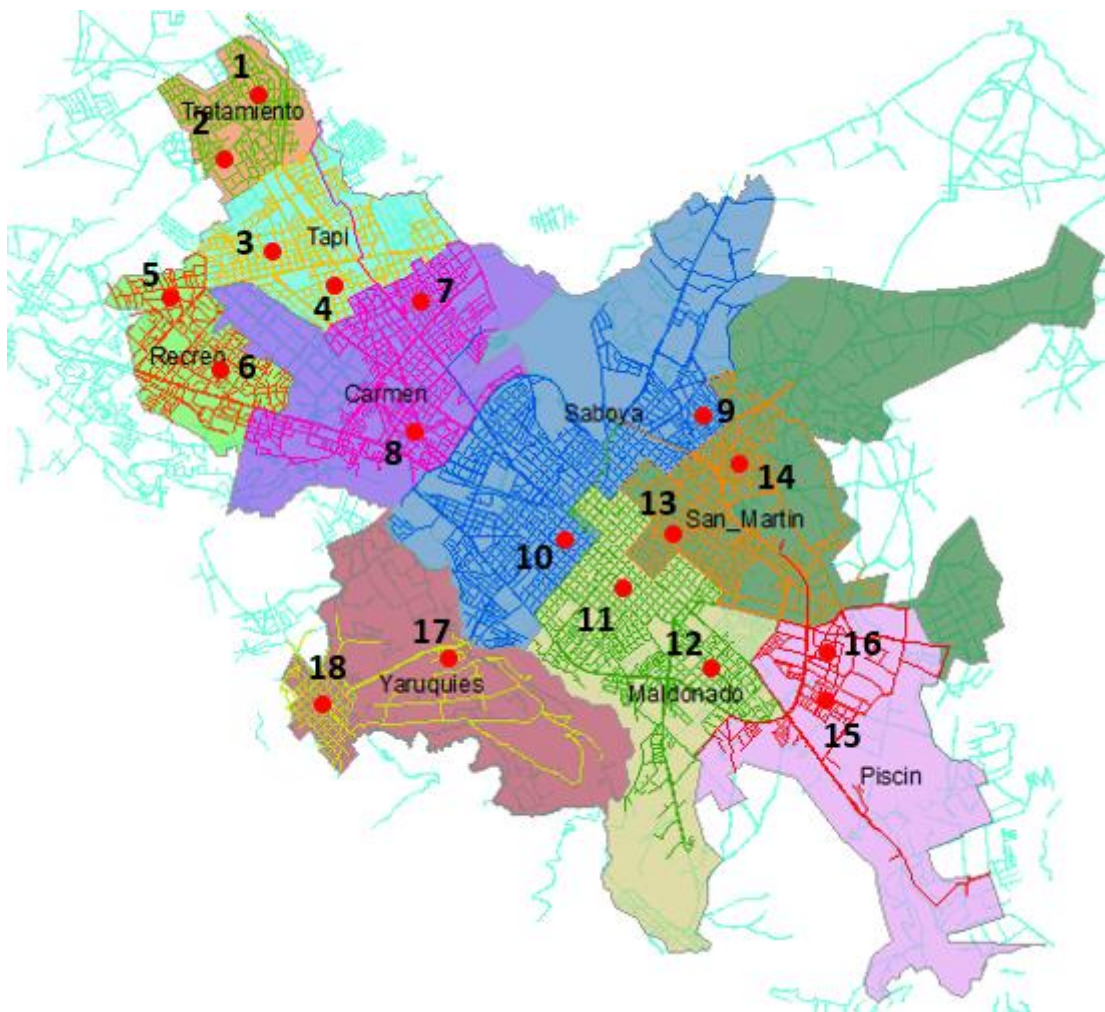 1
Tratamiento
2
3
Tapi
5
4
7
Recreo
6
Carmen
Saboya
9
8
14
13
San_Martin
10
11
17
12
16
18
Yaruquies
Maldonado
15
Piscin